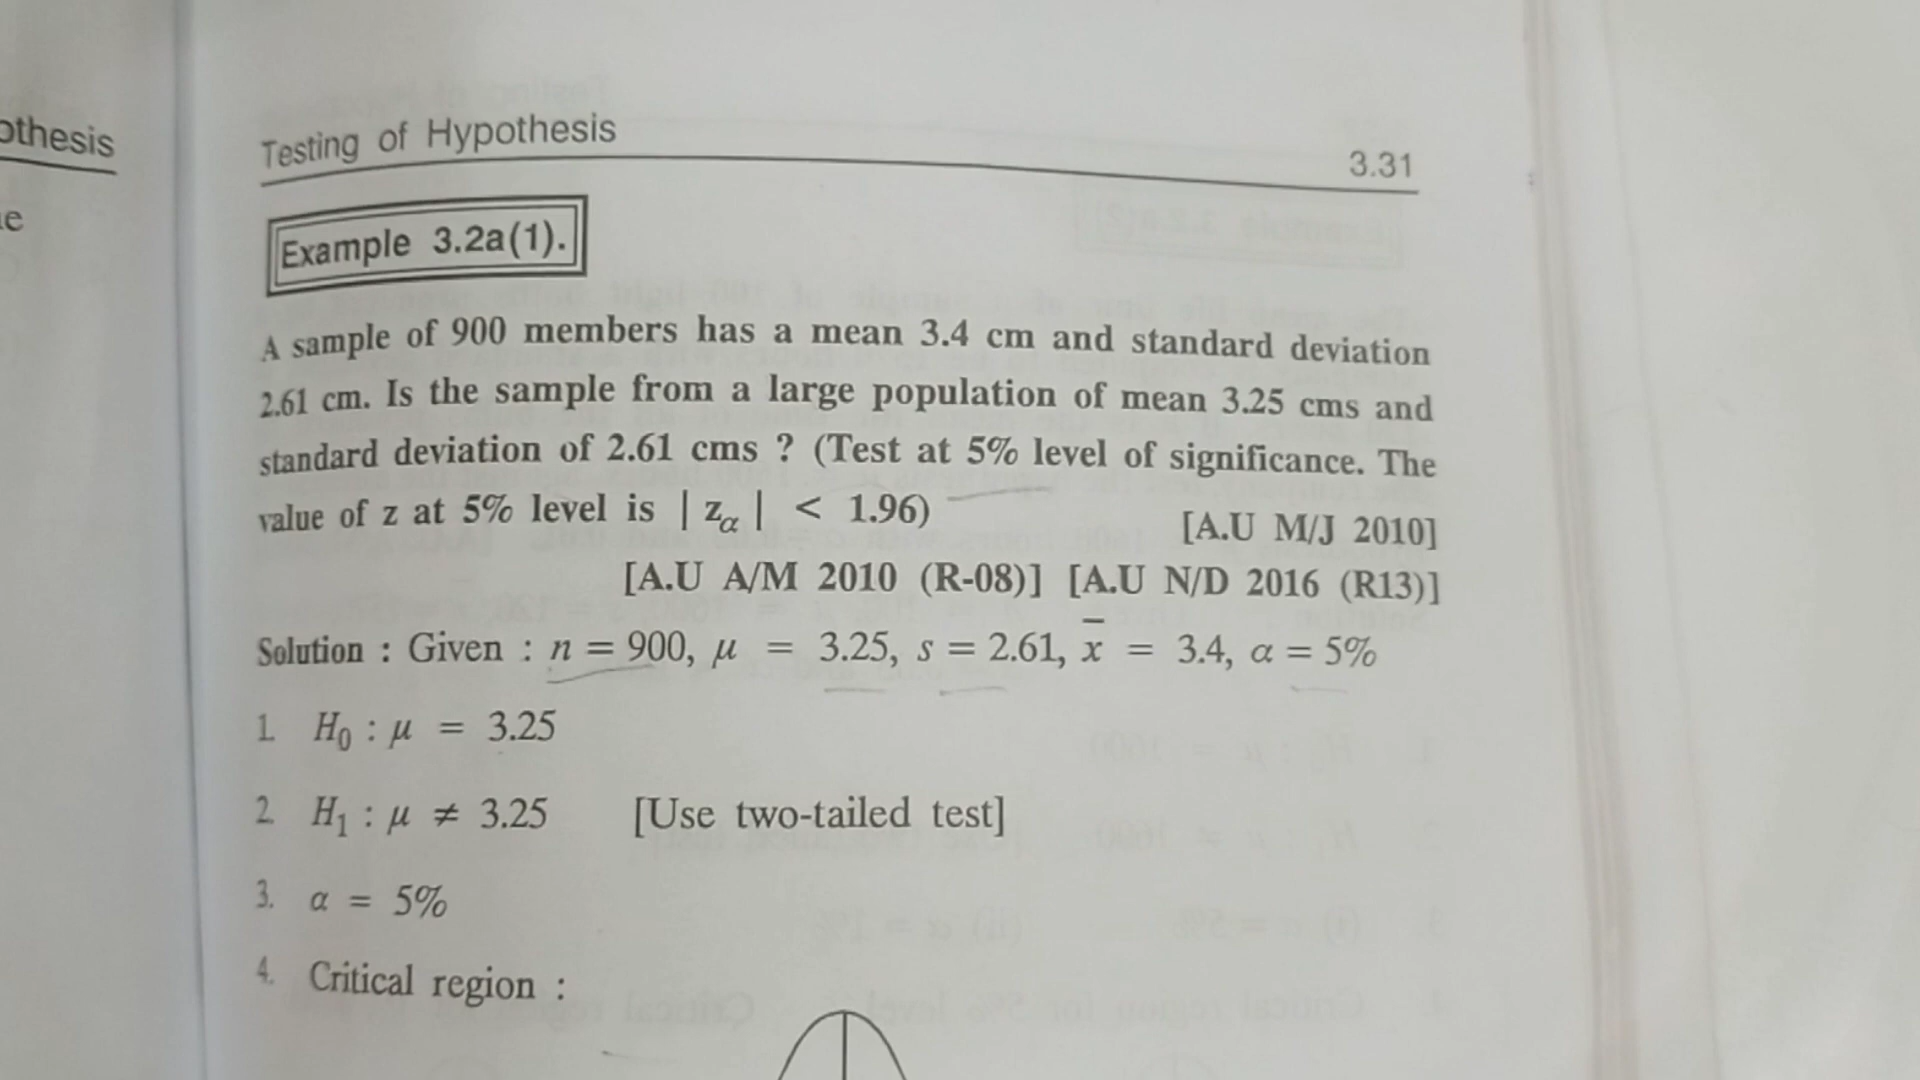 othesis
Testing of Hypothesis
3.31
Example 3.2a(1).
A sample of 900 members has a mean 3.4 cm and standard deviation
2.61 cm. Is the sample from a large population of mean 3.25 cms and
standard deviation of 2.61 cms ? (Test at 5% level of significance. The
value of z at 5% level is | zα | < 1.96)
[A.U M/J 2010]
[A.U A/M 2010 (R-08)] [A.U N/D 2016 (R13)]
Solution : Given : n = 900, μ = 3.25, s = 2.61, x̄ = 3.4, α = 5%
1. H₀ : μ = 3.25
2. H₁ : μ ≠ 3.25 [Use two-tailed test]
3. α = 5%
4. Critical region :